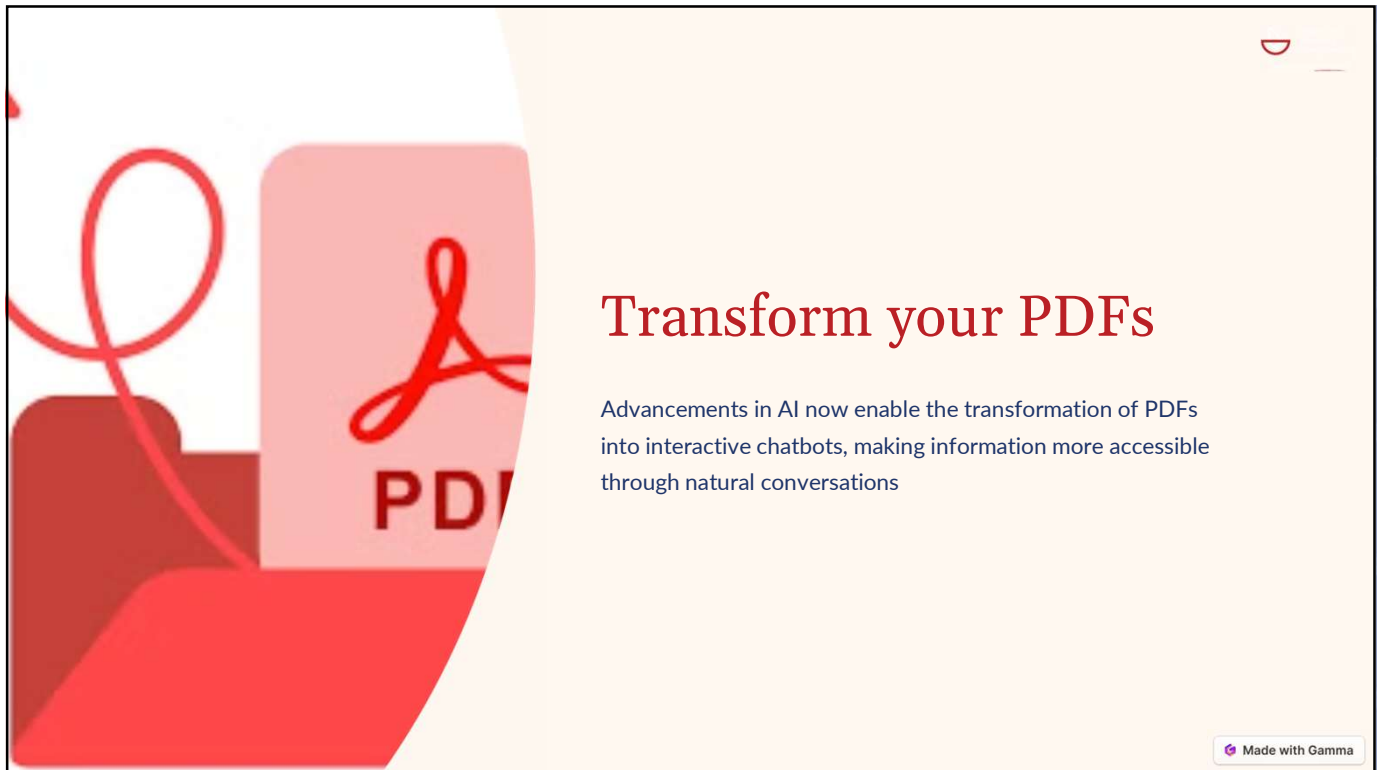 PDF
Transform your PDFs
Advancements in AI now enable the transformation of PDFs
into interactive chatbots, making information more accessible
through natural conversations
Made with Gamma